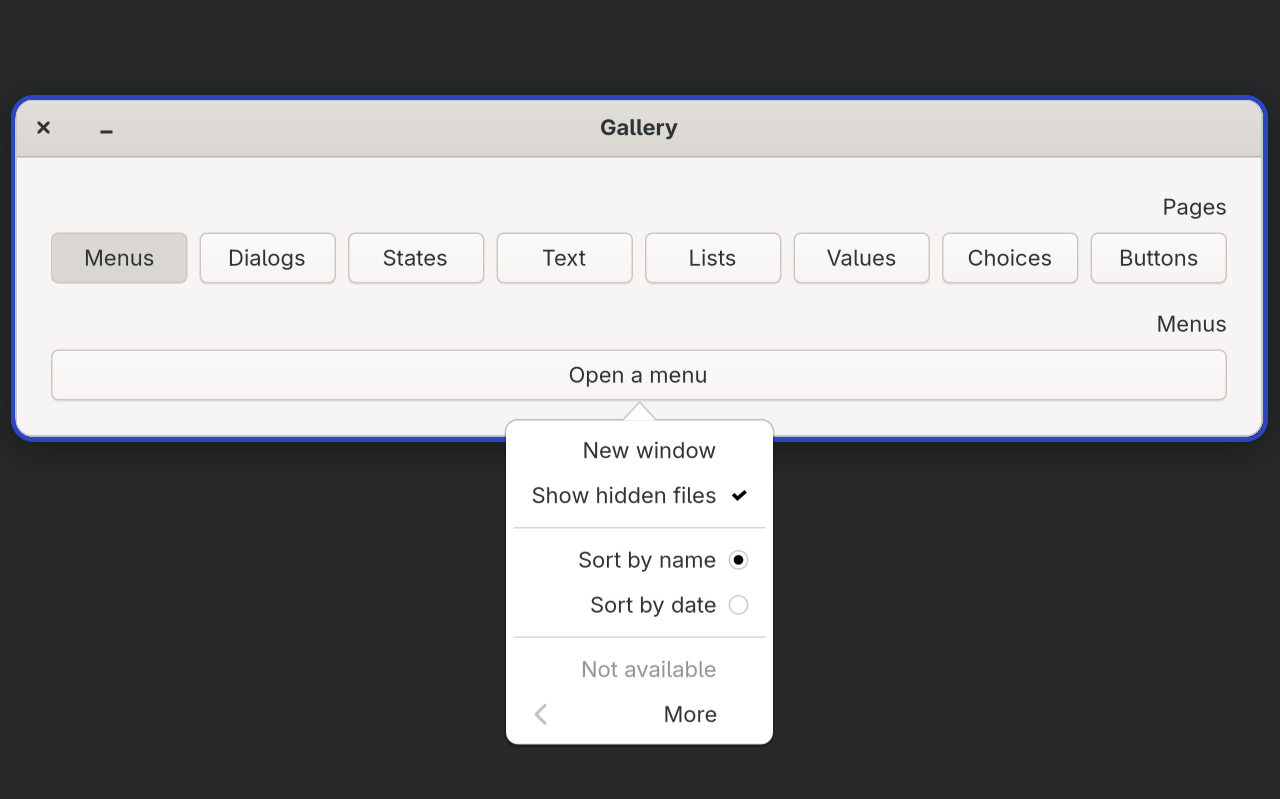 Gallery
Pages
Menus Dialogs States Text Lists Values Choices Buttons
Menus
Open a menu
New window
Show hidden files
Sort by name
Sort by date
Not available
More